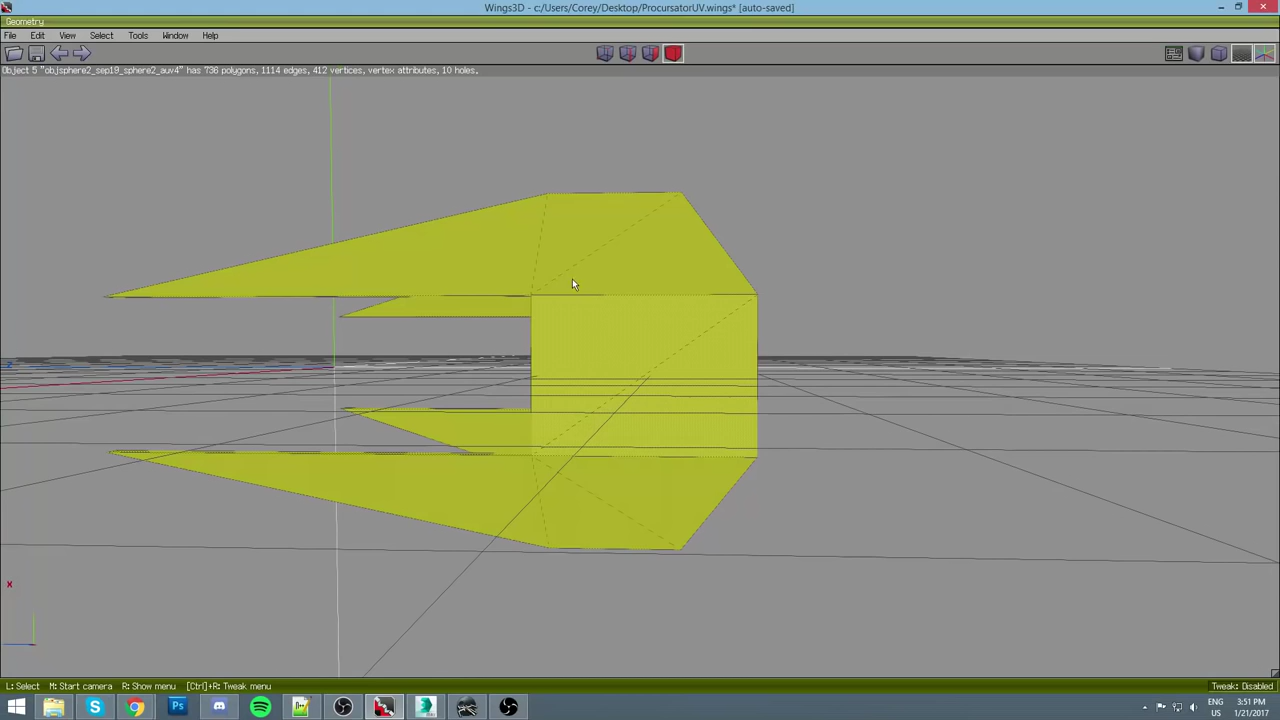 Wings3D - c:/Users/Corey/Desktop/ProcursatorUV.wings* [auto-saved]
Geometry
File Edit View Select Tools Window Help
Object 5 "objsphere2_sep19_sphere2_auv4" has 736 polygons, 1114 edges, 412 vertices, vertex attributes, 10 holes.
Z
X
L: Select M: Start camera R: Show menu [Ctrl]+R: Tweak menu Tweak: Disabled
S Ps
ENG 3:51 PM
US 1/21/2017